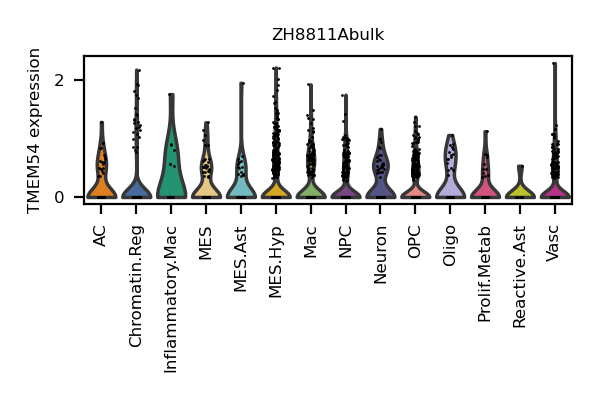 ZH8811Abulk
TMEM54 expression
2
0
AC
Chromatin.Reg
Inflammatory.Mac
MES
MES.Ast
MES.Hyp
Mac
NPC
Neuron
OPC
Oligo
Prolif.Metab
Reactive.Ast
Vasc